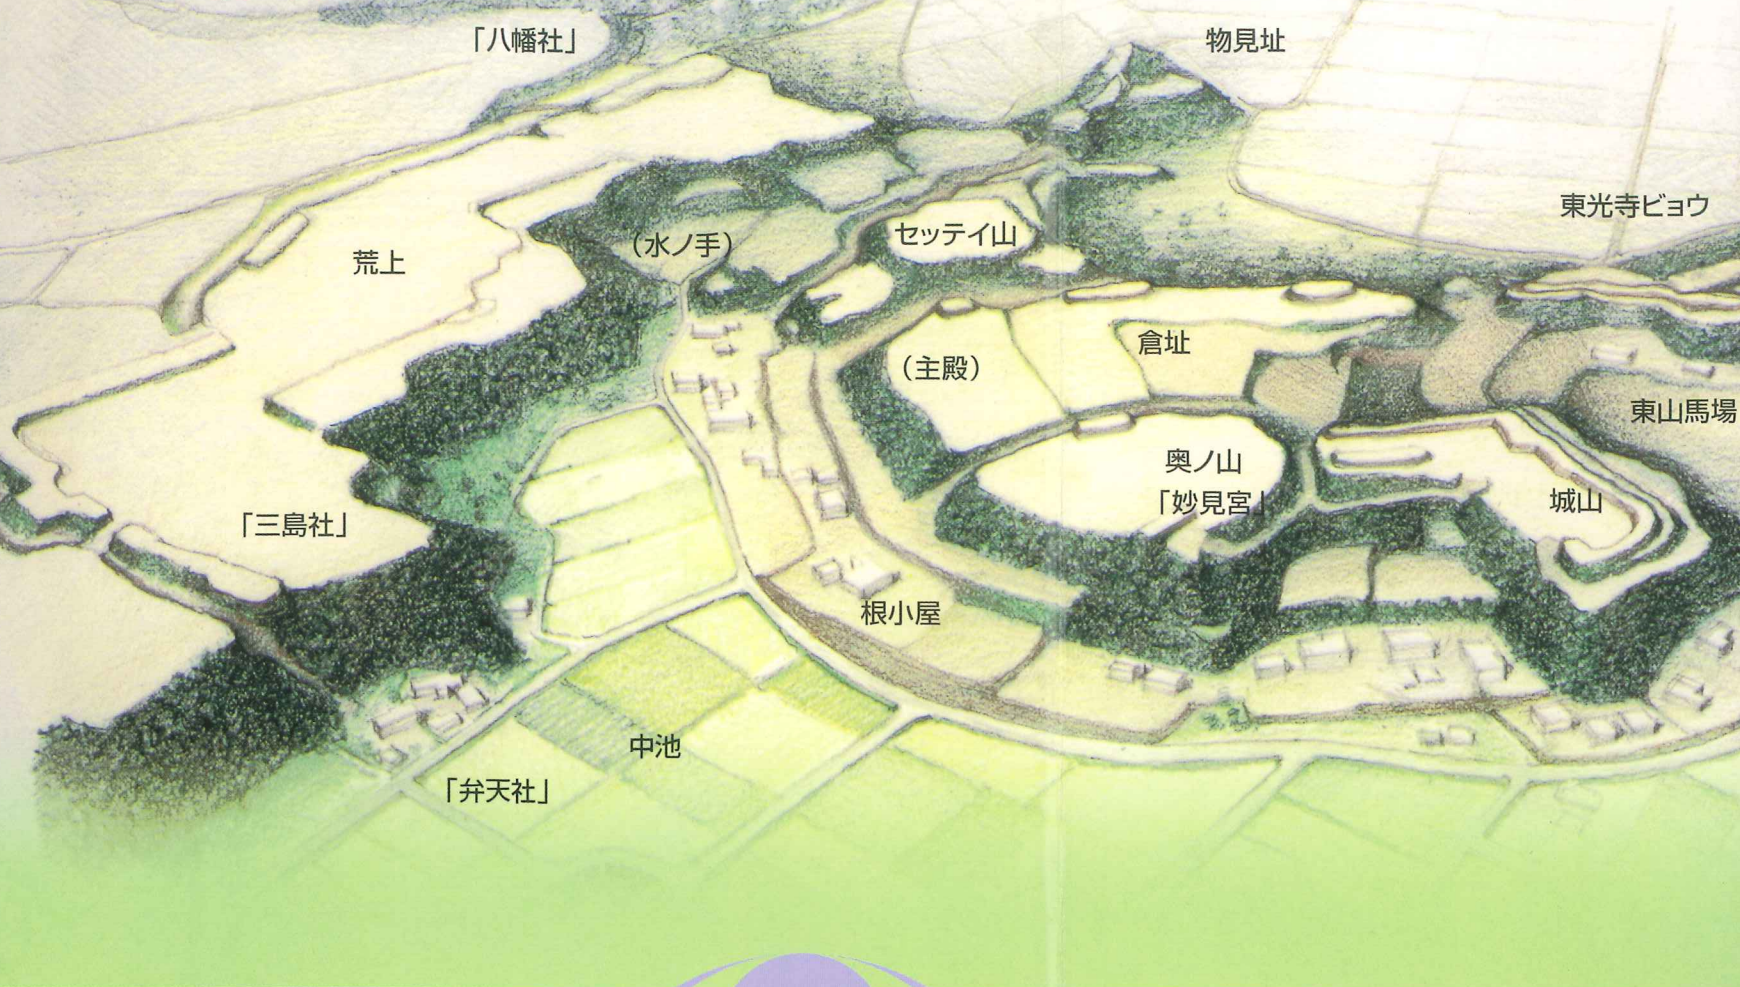 「八幡社」
物見址
東光寺ビョウ
セッテイ山
(水ノ手)
荒上
倉址
(主殿)
東山馬場
奥ノ山
「妙見宮」
城山
「三島社」
根小屋
中池
「弁天社」